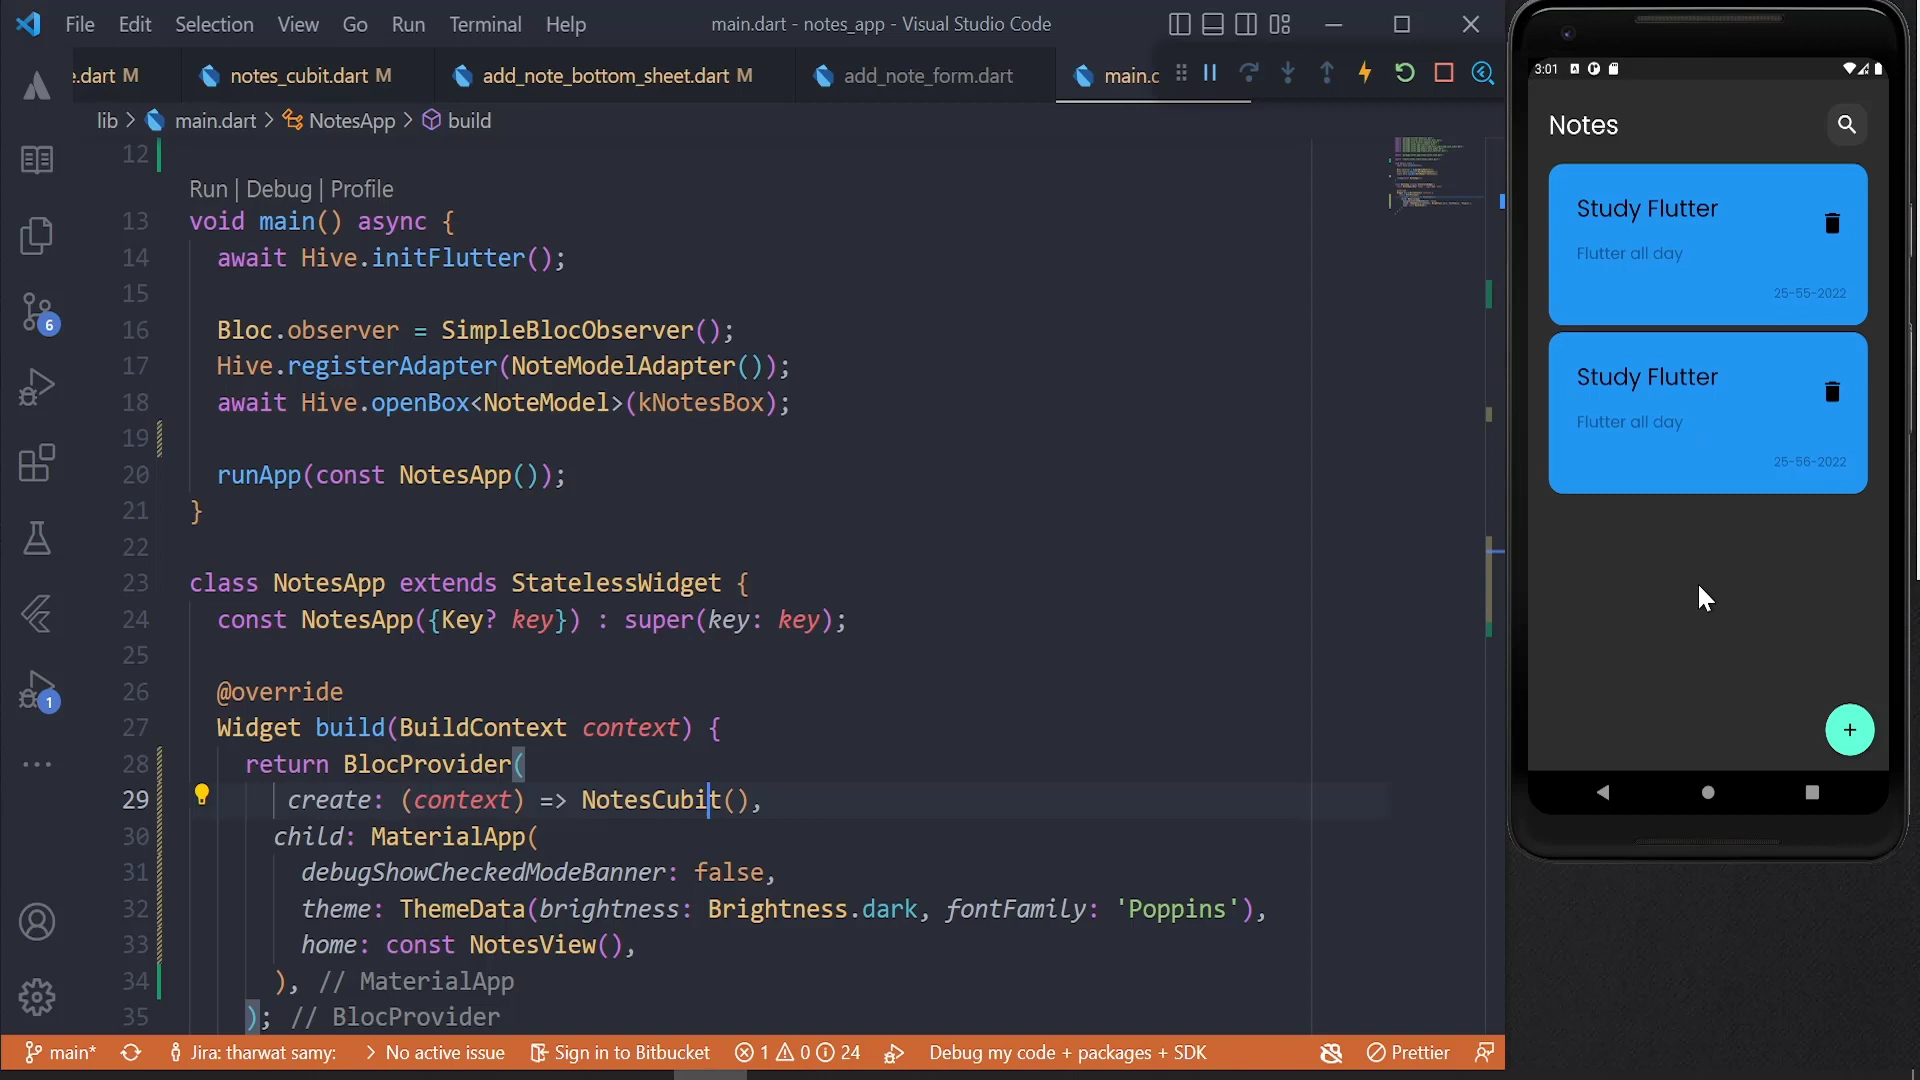 File Edit Selection View Go Run Terminal Help
main.dart - notes_app - Visual Studio Code
e.dart M
notes_cubit.dart M
add_note_bottom_sheet.dart M
add_note_form.dart
main.c
lib > main.dart > NotesApp > build
12
Run | Debug | Profile
13 void main() async {
14 await Hive.initFlutter();
15
16 Bloc.observer = SimpleBlocObserver();
17 Hive.registerAdapter(NoteModelAdapter());
18 await Hive.openBox<NoteModel>(kNotesBox);
19
20 runApp(const NotesApp());
21 }
22
23 class NotesApp extends StatelessWidget {
24 const NotesApp({Key? key}) : super(key: key);
25
26 @override
27 Widget build(BuildContext context) {
28 return BlocProvider(
29 create: (context) => NotesCubit(),
30 child: MaterialApp(
31 debugShowCheckedModeBanner: false,
32 theme: ThemeData(brightness: Brightness.dark, fontFamily: 'Poppins'),
33 home: const NotesView(),
34 ), // MaterialApp
35 ); // BlocProvider
6
1
main* Jira: tharwat samy: > No active issue Sign in to Bitbucket 1 0 24 Debug my code + packages + SDK Prettier
3:01
Notes
Study Flutter
Flutter all day
25-55-2022
Study Flutter
Flutter all day
25-56-2022
+